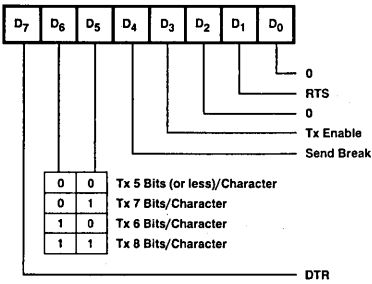 D7 D6 D5 D4 D3 D2 D1 D0
0
RTS
0
Tx Enable
Send Break
0 0 Tx 5 Bits (or less)/Character
0 1 Tx 7 Bits/Character
1 0 Tx 6 Bits/Character
1 1 Tx 8 Bits/Character
DTR